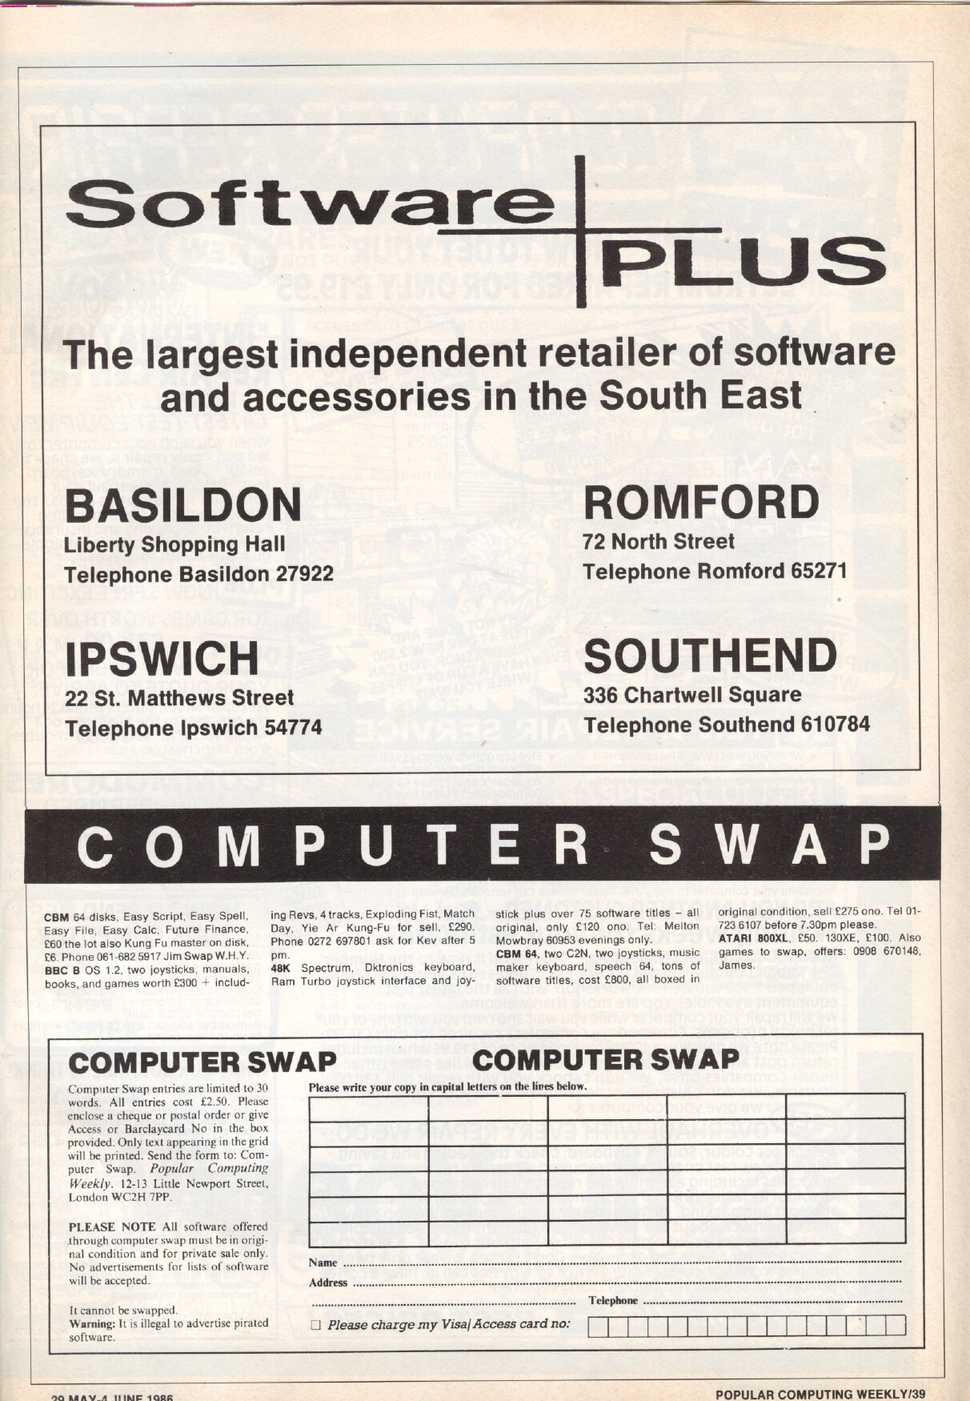 Software
PLUS
The largest independent retailer of software
and accessories in the South East
BASILDON
Liberty Shopping Hall
Telephone Basildon 27922
ROMFORD
72 North Street
Telephone Romford 65271
IPSWICH
22 St. Matthews Street
Telephone Ipswich 54774
SOUTHEND
336 Chartwell Square
Telephone Southend 610784
COMPUTER SWAP
CBM 64 disks, Easy Script, Easy Spell,
Easy File, Easy Calc, Future Finance,
£60 the lot also Kung Fu master on disk,
£6. Phone 061-682 5917 Jim Swap W.H.Y.
BBC B OS 1.2, two joysticks, manuals,
books, and games worth £300 + includ-
ing Revs, 4 tracks, Exploding Fist, Match
Day, Yie Ar Kung-Fu for sell, £290.
Phone 0272 697801 ask for Kev after 5
pm.
48K Spectrum, Dktronics keyboard,
Ram Turbo joystick interface and joy-
stick plus over 75 software titles – all
original, only £120 ono. Tel: Melton
Mowbray 60953 evenings only.
CBM 64, two C2N, two joysticks, music
maker keyboard, speech 64, tons of
software titles, cost £800, all boxed in
original condition, sell £275 ono. Tel 01-
723 6107 before 7.30pm please.
ATARI 800XL, £50. 130XE, £100. Also
games to swap, offers: 0908 670148,
James.
COMPUTER SWAP
Computer Swap entries are limited to 30
words. All entries cost £2.50. Please
enclose a cheque or postal order or give
Access or Barclaycard No in the box
provided. Only text appearing in the grid
will be printed. Send the form to: Com-
puter Swap. Popular Computing
Weekly. 12-13 Little Newport Street,
London WC2H 7PP.
PLEASE NOTE All software offered
through computer swap must be in origi-
nal condition and for private sale only.
No advertisements for lists of software
will be accepted.
It cannot be swapped.
Warning: It is illegal to advertise pirated
software.
COMPUTER SWAP
Please write your copy in capital letters on the lines below.
Name
Address
Telephone
Please charge my Visa/Access card no:
29 MAY-4 JUNE 1986
POPULAR COMPUTING WEEKLY/39